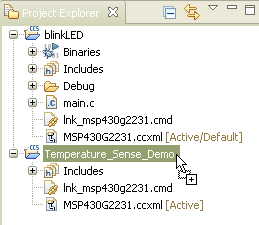 Project Explorer
blinkLED
Binaries
Includes
Debug
main.c
lnk_msp430g2231.cmd
MSP430G2231.ccxml [Active/Default]
Temperature_Sense_Demo
Includes
lnk_msp430g2231.cmd
MSP430G2231.ccxml [Active]